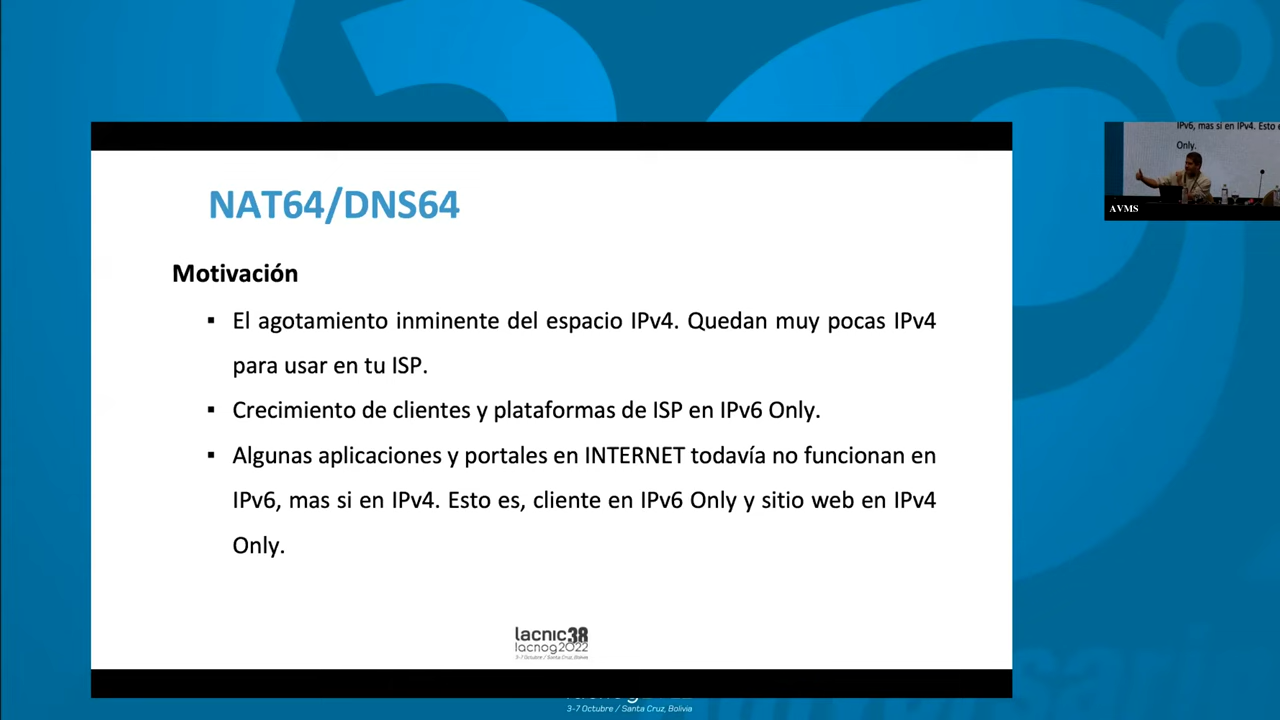 NAT64/DNS64
Motivación
▪ El agotamiento inminente del espacio IPv4. Quedan muy pocas IPv4
para usar en tu ISP.
▪ Crecimiento de clientes y plataformas de ISP en IPv6 Only.
▪ Algunas aplicaciones y portales en INTERNET todavía no funcionan en
IPv6, mas si en IPv4. Esto es, cliente en IPv6 Only y sitio web en IPv4
Only.
lacnic38
lacnog2022
3-7 Octubre / Santa Cruz, Bolivia
IPv6, mas si en IPv4. Esto
Only.
AVMS
3-7 Octubre / Santa Cruz, Bolivia